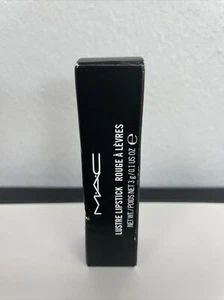 MAC
LUSTRE LIPSTICK ROUGE À LÈVRES
NET WT./POIDS NET 3 g/0.1 US OZ ℮